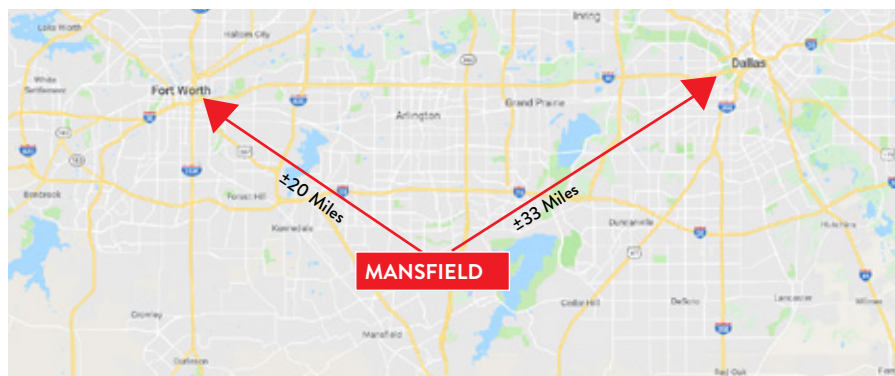 Irving
Lake Worth
Haltom City
Dallas
White
Settlement
Fort Worth
Arlington
Grand Prairie
±20 Miles
±33 Miles
Benbrook
Forest Hill
Kennedale
Duncanville
Hutchins
MANSFIELD
Cedar Hill
DeSoto
Lancaster
Wilmer
Crowley
Mansfield
Burleson
Red Oak